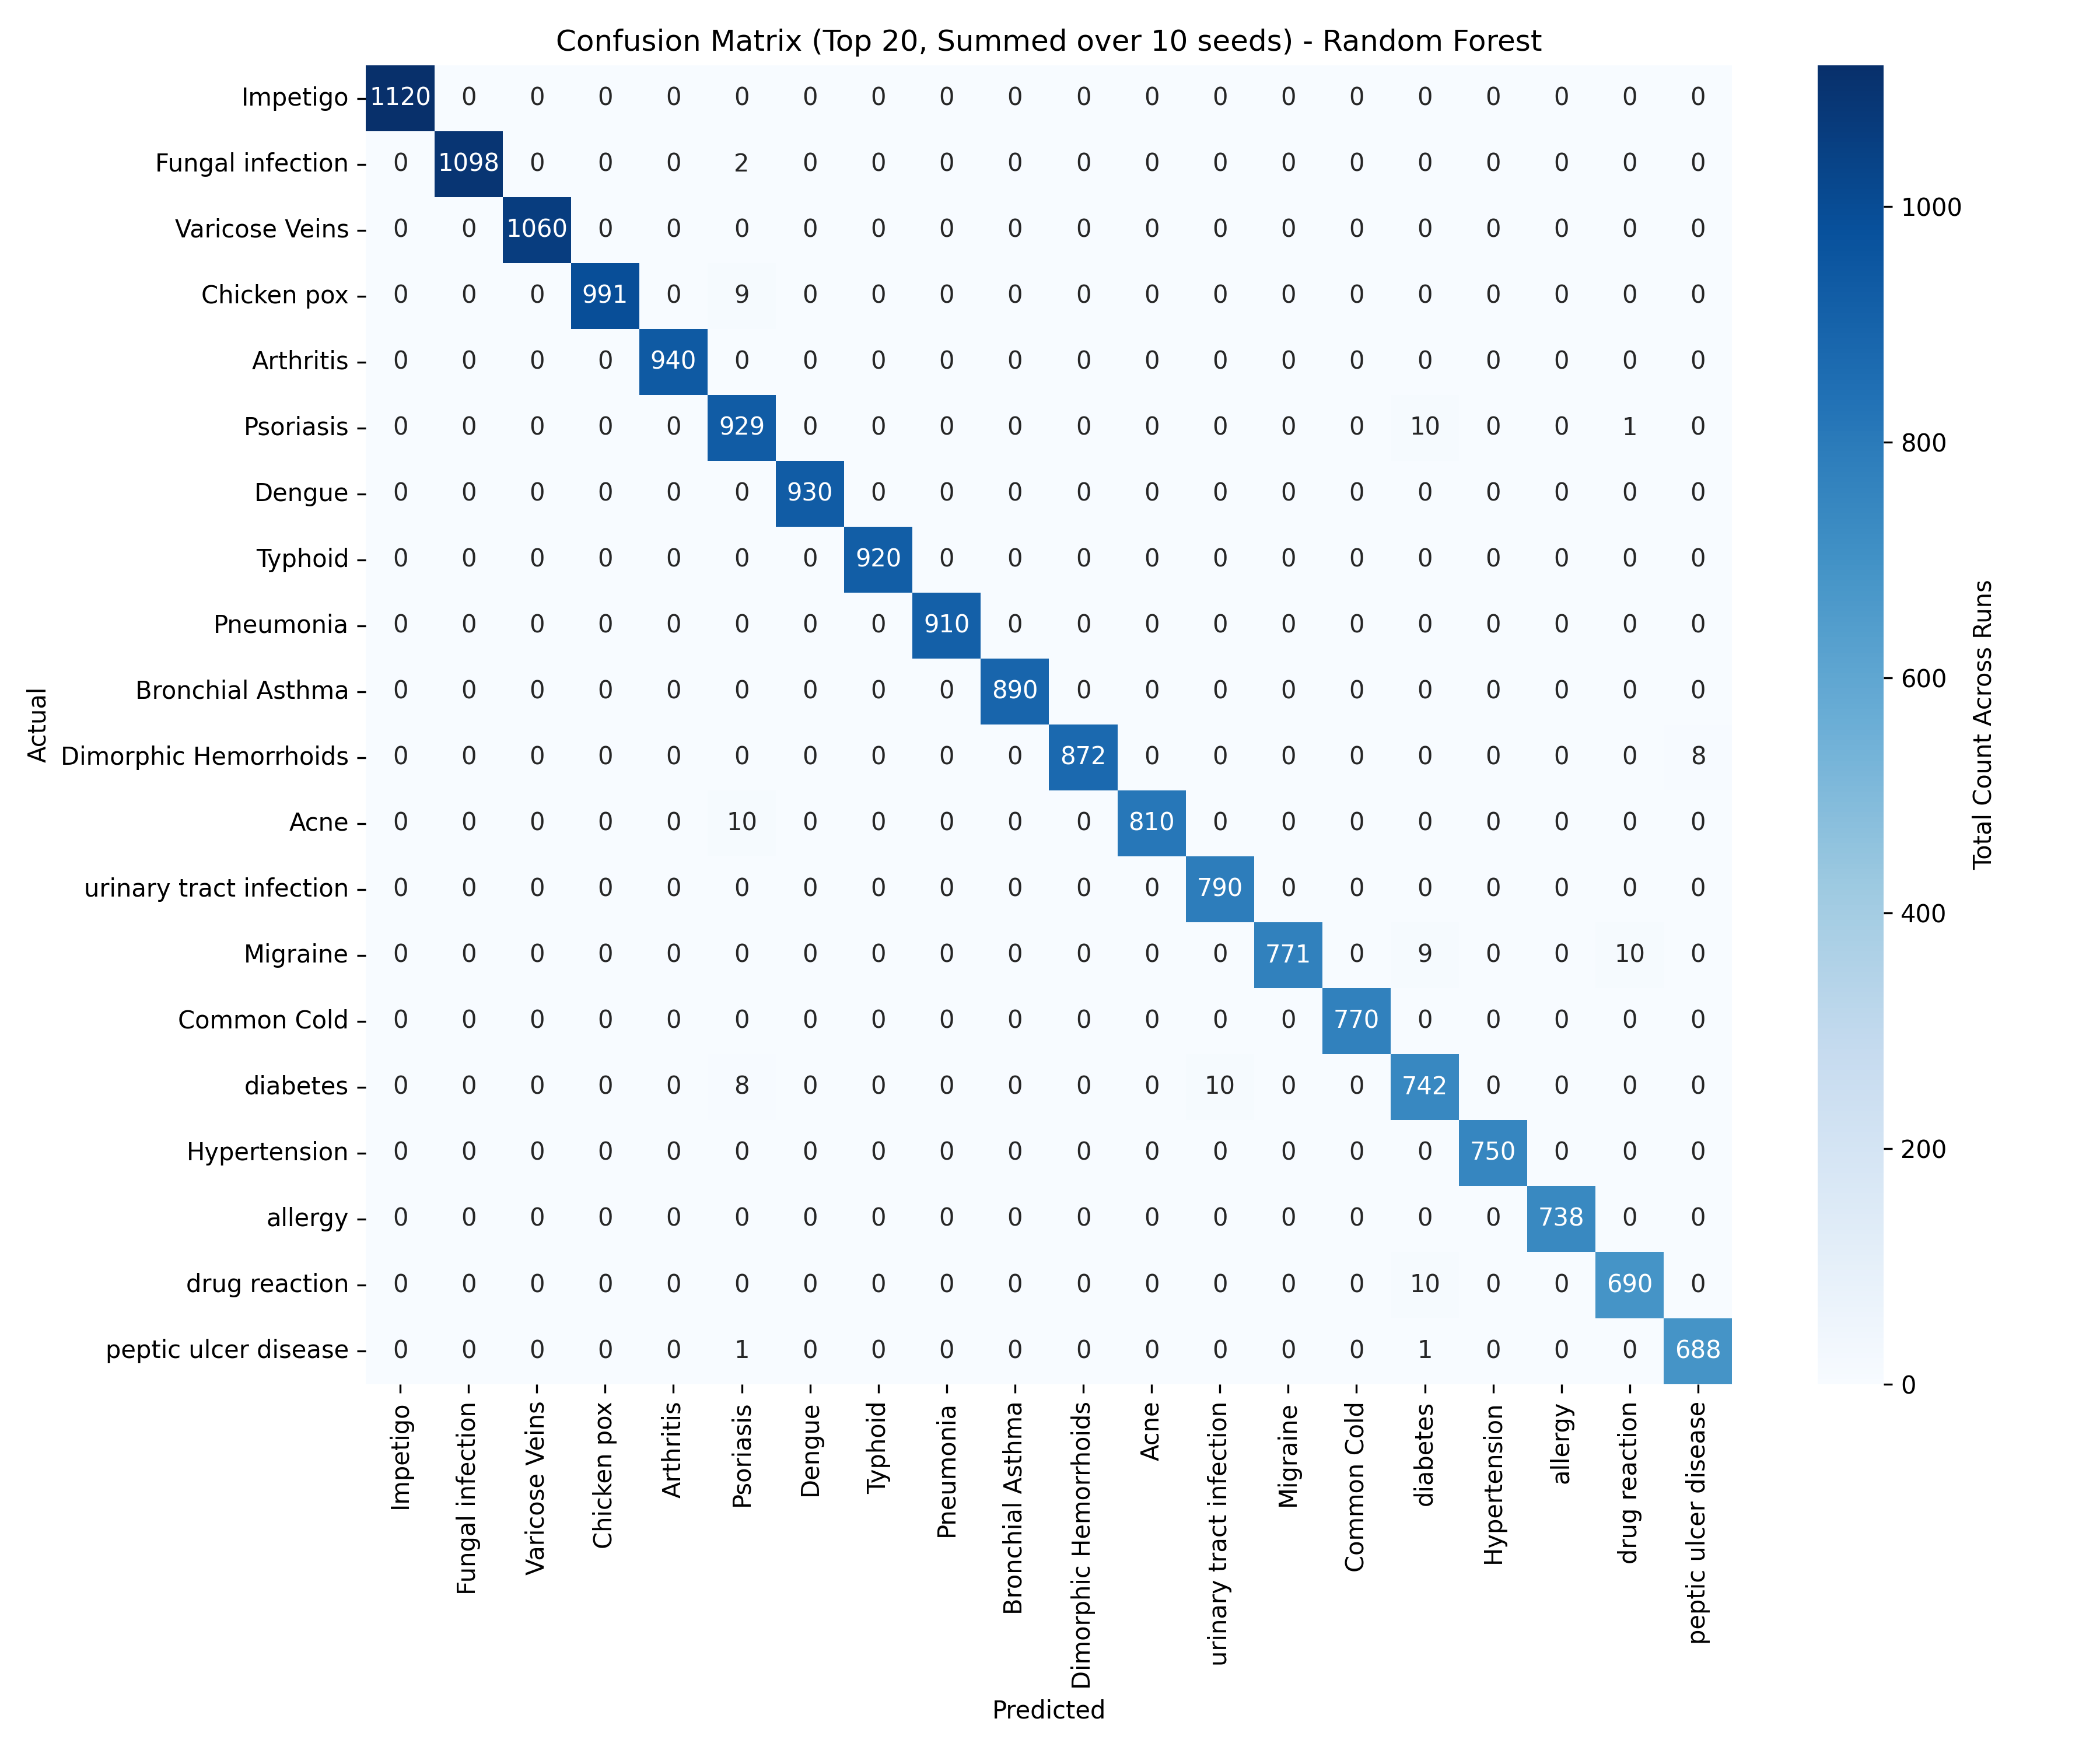 Confusion Matrix (Top 20, Summed over 10 seeds) - Random Forest
Actual
Impetigo 1120 0 0 0 0 0 0 0 0 0 0 0 0 0 0 0 0 0 0 0
Fungal infection 0 1098 0 0 0 2 0 0 0 0 0 0 0 0 0 0 0 0 0 0
Varicose Veins 0 0 1060 0 0 0 0 0 0 0 0 0 0 0 0 0 0 0 0 0
Chicken pox 0 0 0 991 0 9 0 0 0 0 0 0 0 0 0 0 0 0 0 0
Arthritis 0 0 0 0 940 0 0 0 0 0 0 0 0 0 0 0 0 0 0 0
Psoriasis 0 0 0 0 0 929 0 0 0 0 0 0 0 0 0 10 0 0 1 0
Dengue 0 0 0 0 0 0 930 0 0 0 0 0 0 0 0 0 0 0 0 0
Typhoid 0 0 0 0 0 0 0 920 0 0 0 0 0 0 0 0 0 0 0 0
Pneumonia 0 0 0 0 0 0 0 0 910 0 0 0 0 0 0 0 0 0 0 0
Bronchial Asthma 0 0 0 0 0 0 0 0 0 890 0 0 0 0 0 0 0 0 0 0
Dimorphic Hemorrhoids 0 0 0 0 0 0 0 0 0 0 872 0 0 0 0 0 0 0 0 8
Acne 0 0 0 0 0 10 0 0 0 0 0 810 0 0 0 0 0 0 0 0
urinary tract infection 0 0 0 0 0 0 0 0 0 0 0 0 790 0 0 0 0 0 0 0
Migraine 0 0 0 0 0 0 0 0 0 0 0 0 0 771 0 9 0 0 10 0
Common Cold 0 0 0 0 0 0 0 0 0 0 0 0 0 0 770 0 0 0 0 0
diabetes 0 0 0 0 0 8 0 0 0 0 0 0 10 0 0 742 0 0 0 0
Hypertension 0 0 0 0 0 0 0 0 0 0 0 0 0 0 0 0 750 0 0 0
allergy 0 0 0 0 0 0 0 0 0 0 0 0 0 0 0 0 0 738 0 0
drug reaction 0 0 0 0 0 0 0 0 0 0 0 0 0 0 0 10 0 0 690 0
peptic ulcer disease 0 0 0 0 0 1 0 0 0 0 0 0 0 0 0 1 0 0 0 688
Impetigo
Fungal infection
Varicose Veins
Chicken pox
Arthritis
Psoriasis
Dengue
Typhoid
Pneumonia
Bronchial Asthma
Dimorphic Hemorrhoids
Acne
urinary tract infection
Migraine
Common Cold
diabetes
Hypertension
allergy
drug reaction
peptic ulcer disease
Predicted
1000
800
600
400
200
0
Total Count Across Runs